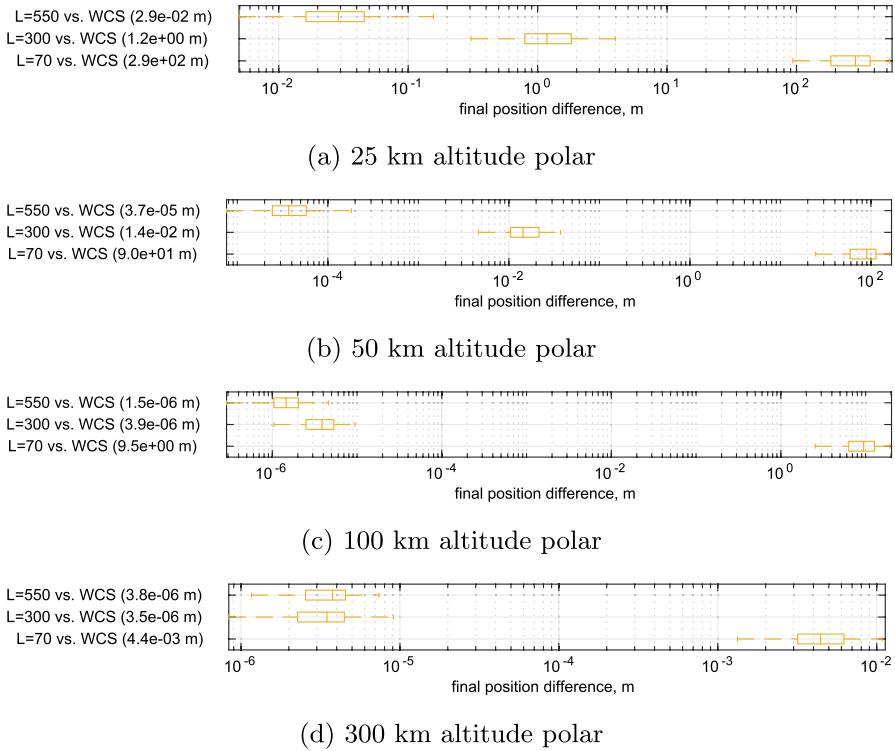 L=550 vs. WCS (2.9e-02 m)
L=300 vs. WCS (1.2e+00 m)
L=70 vs. WCS (2.9e+02 m)
10^-2 10^-1 10^0 10^1 10^2
final position difference, m
(a) 25 km altitude polar
L=550 vs. WCS (3.7e-05 m)
L=300 vs. WCS (1.4e-02 m)
L=70 vs. WCS (9.0e+01 m)
10^-4 10^-2 10^0 10^2
final position difference, m
(b) 50 km altitude polar
L=550 vs. WCS (1.5e-06 m)
L=300 vs. WCS (3.9e-06 m)
L=70 vs. WCS (9.5e+00 m)
10^-6 10^-4 10^-2 10^0
final position difference, m
(c) 100 km altitude polar
L=550 vs. WCS (3.8e-06 m)
L=300 vs. WCS (3.5e-06 m)
L=70 vs. WCS (4.4e-03 m)
10^-6 10^-5 10^-4 10^-3 10^-2
final position difference, m
(d) 300 km altitude polar